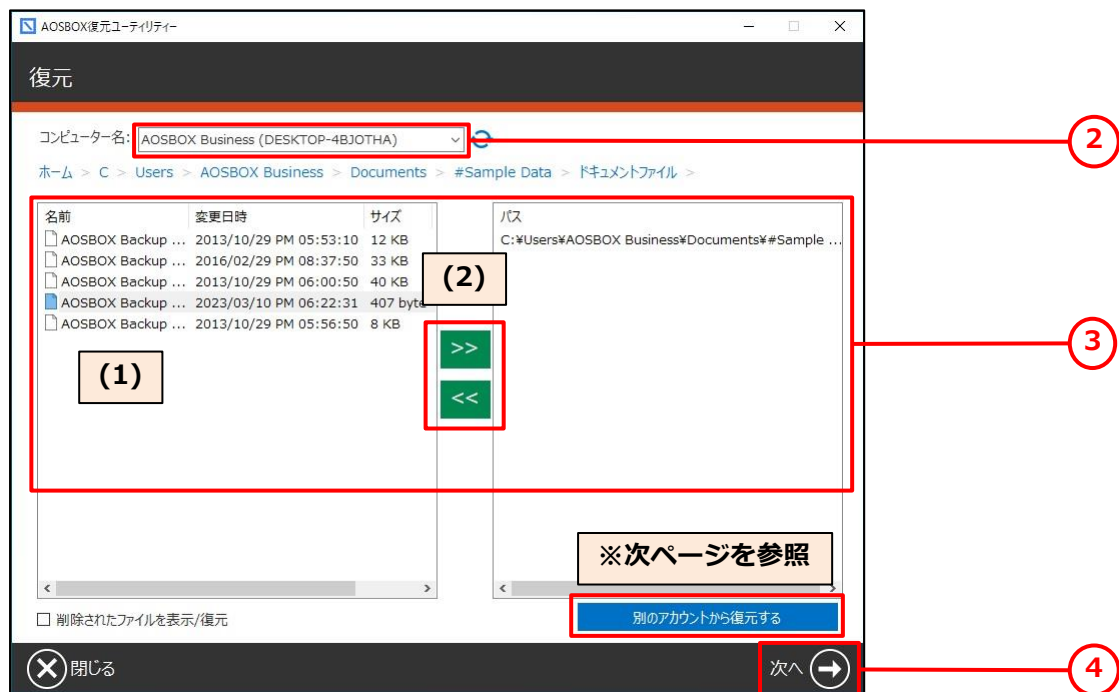 AOSBOX復元ユーティリティー
復元
コンピューター名: AOSBOX Business (DESKTOP-4BJOTHA)
2
ホーム > C > Users > AOSBOX Business > Documents > #Sample Data > ドキュメントファイル >
名前 変更日時 サイズ
AOSBOX Backup ... 2013/10/29 PM 05:53:10 12 KB
AOSBOX Backup ... 2016/02/29 PM 08:37:50 33 KB
AOSBOX Backup ... 2013/10/29 PM 06:00:50 40 KB
AOSBOX Backup ... 2023/03/10 PM 06:22:31 407 byte
AOSBOX Backup ... 2013/10/29 PM 05:56:50 8 KB
(1)
(2)
>>
<<
パス
C:¥Users¥AOSBOX Business¥Documents¥#Sample ...
3
※次ページを参照
削除されたファイルを表示/復元
別のアカウントから復元する
閉じる
次へ
4